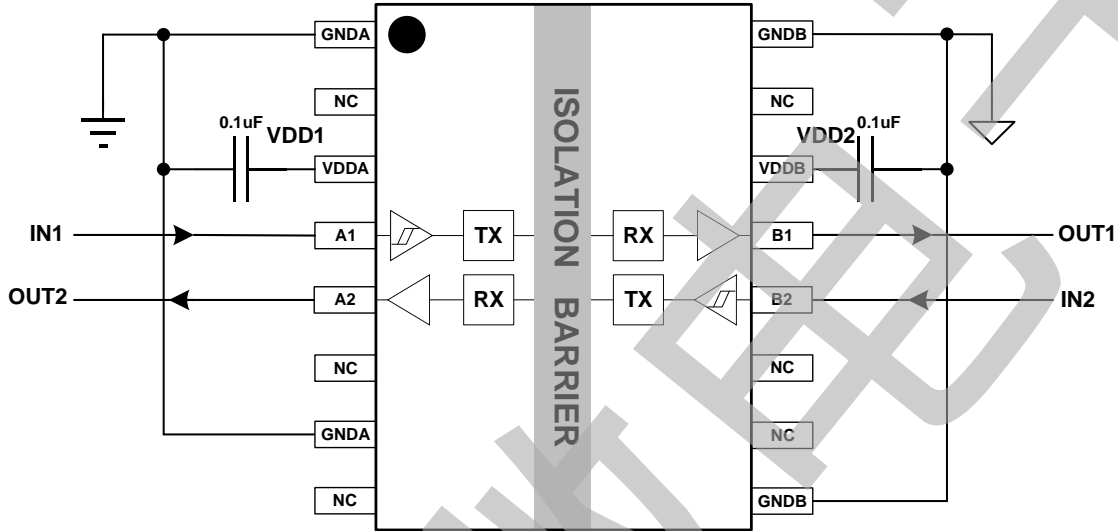 GNDA
GNDB
NC
NC
0.1uF
VDD1
VDD2
0.1uF
VDDA
VDDB
IN1
A1
TX
RX
B1
OUT1
OUT2
A2
RX
TX
B2
IN2
ISOLATION BARRIER
NC
NC
GNDA
NC
NC
GNDB